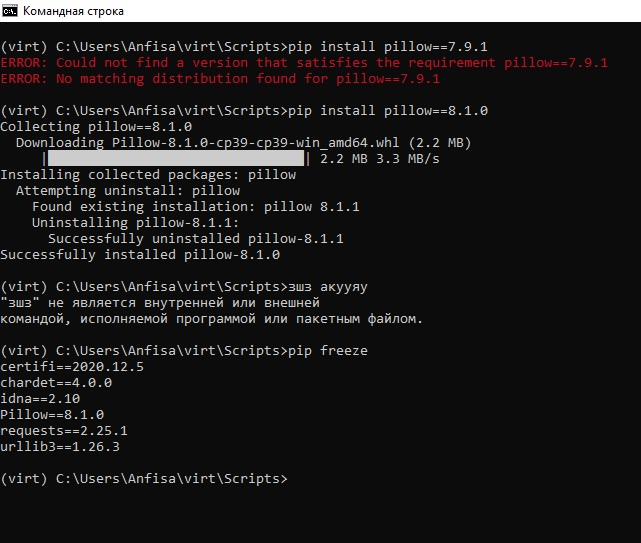 Командная строка
(virt) C:\Users\Anfisa\virt\Scripts>pip install pillow==7.9.1
ERROR: Could not find a version that satisfies the requirement pillow==7.9.1
ERROR: No matching distribution found for pillow==7.9.1
(virt) C:\Users\Anfisa\virt\Scripts>pip install pillow==8.1.0
Collecting pillow==8.1.0
  Downloading Pillow-8.1.0-cp39-cp39-win_amd64.whl (2.2 MB)
     |████████████████████████████████| 2.2 MB 3.3 MB/s
Installing collected packages: pillow
  Attempting uninstall: pillow
    Found existing installation: pillow 8.1.1
    Uninstalling pillow-8.1.1:
      Successfully uninstalled pillow-8.1.1
Successfully installed pillow-8.1.0
(virt) C:\Users\Anfisa\virt\Scripts>зшз акууяу
"зшз" не является внутренней или внешней
командой, исполняемой программой или пакетным файлом.
(virt) C:\Users\Anfisa\virt\Scripts>pip freeze
certifi==2020.12.5
chardet==4.0.0
idna==2.10
Pillow==8.1.0
requests==2.25.1
urllib3==1.26.3
(virt) C:\Users\Anfisa\virt\Scripts>